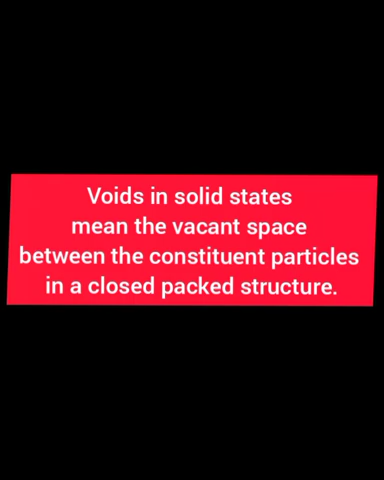 Voids in solid states
mean the vacant space
between the constituent particles
in a closed packed structure.